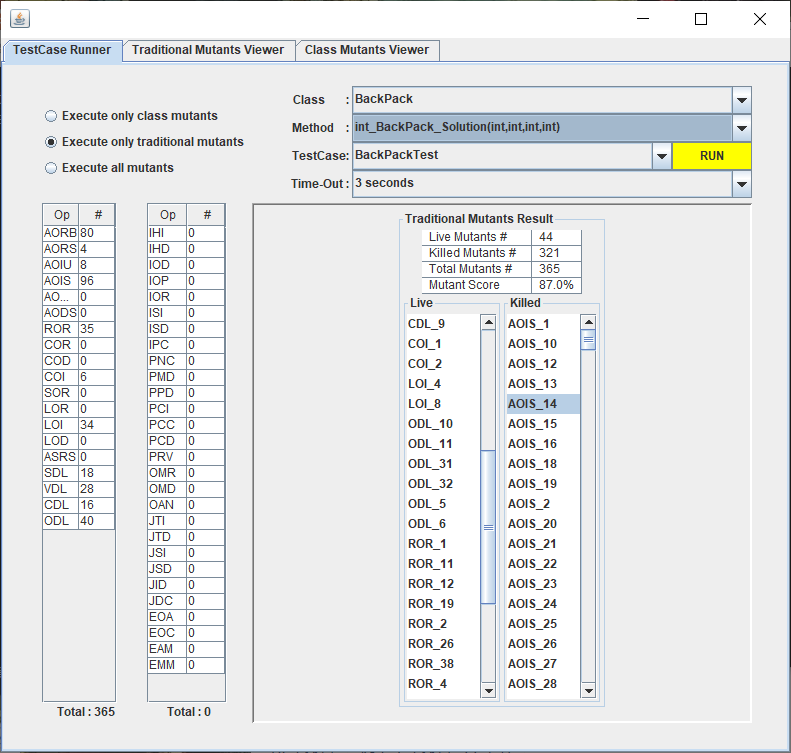 TestCase Runner Traditional Mutants Viewer Class Mutants Viewer
Execute only class mutants
Execute only traditional mutants
Execute all mutants
Class : BackPack
Method : int_BackPack_Solution(int,int,int,int)
TestCase: BackPackTest RUN
Time-Out : 3 seconds
Op #
AORB 80
AORS 4
AOIU 8
AOIS 96
AO... 0
AODS 0
ROR 35
COR 0
COD 0
COI 6
SOR 0
LOR 0
LOI 34
LOD 0
ASRS 0
SDL 18
VDL 28
CDL 16
ODL 40
Total : 365
Op #
IHI 0
IHD 0
IOD 0
IOP 0
IOR 0
ISI 0
ISD 0
IPC 0
PNC 0
PMD 0
PPD 0
PCI 0
PCC 0
PCD 0
PRV 0
OMR 0
OMD 0
OAN 0
JTI 0
JTD 0
JSI 0
JSD 0
JID 0
JDC 0
EOA 0
EOC 0
EAM 0
EMM 0
Total : 0
Traditional Mutants Result
Live Mutants # 44
Killed Mutants # 321
Total Mutants # 365
Mutant Score 87.0%
Live
CDL_9
COI_1
COI_2
LOI_4
LOI_8
ODL_10
ODL_11
ODL_31
ODL_32
ODL_5
ODL_6
ROR_1
ROR_11
ROR_12
ROR_19
ROR_2
ROR_26
ROR_38
ROR_4
Killed
AOIS_1
AOIS_10
AOIS_12
AOIS_13
AOIS_14
AOIS_15
AOIS_16
AOIS_18
AOIS_19
AOIS_2
AOIS_20
AOIS_21
AOIS_22
AOIS_23
AOIS_24
AOIS_25
AOIS_26
AOIS_27
AOIS_28